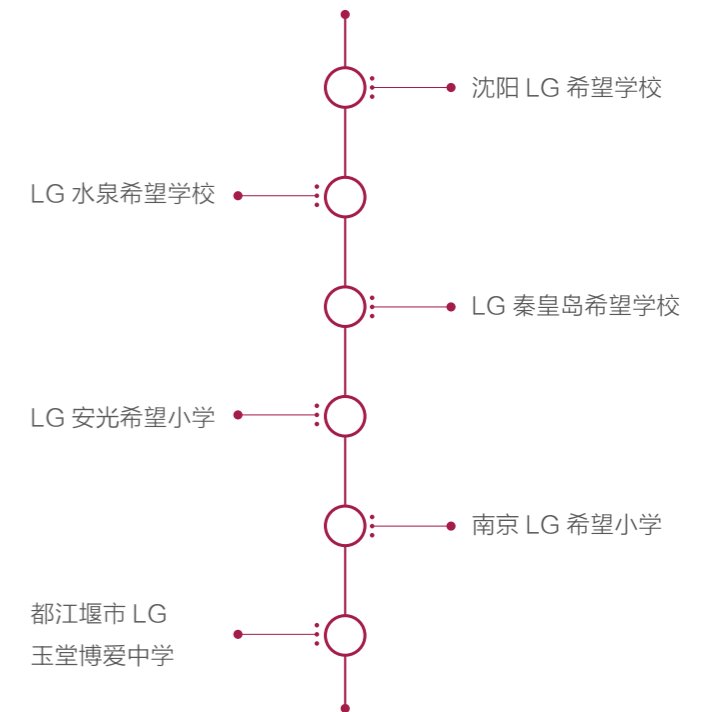 沈阳 LG 希望学校
LG 水泉希望学校
LG 秦皇岛希望学校
LG 安光希望小学
南京 LG 希望小学
都江堰市 LG
玉堂博爱中学